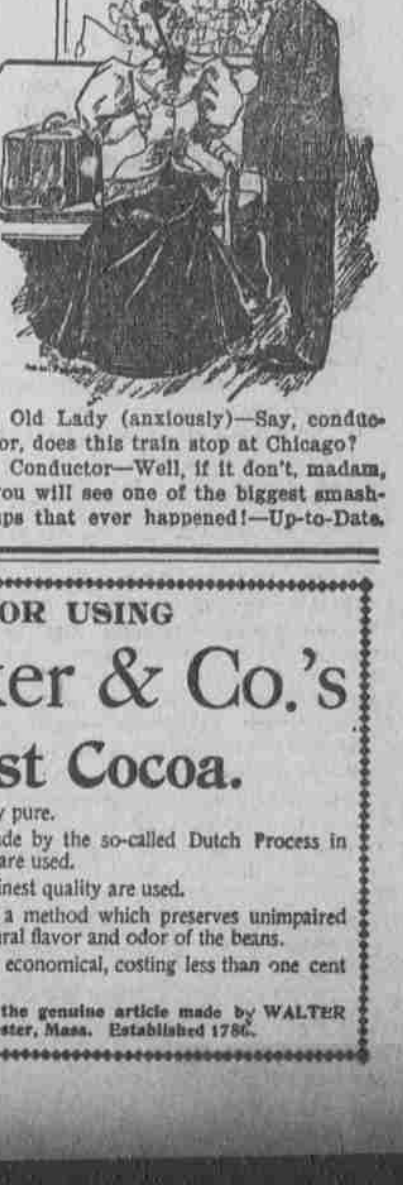 Old Lady (anxiously)—Say, conduc-
or, does this train stop at Chicago?
Conductor—Well, if it don't, madam,
you will see one of the biggest smash-
ups that ever happened!—Up-to-Date.
OR USING
ker & Co.'s
st Cocoa.
y pure.
de by the so-called Dutch Process in
are used.
inest quality are used.
a method which preserves unimpaired
ral flavor and odor of the beans.
economical, costing less than one cent
the genuine article made by WALTER
ster, Mass. Established 1780.